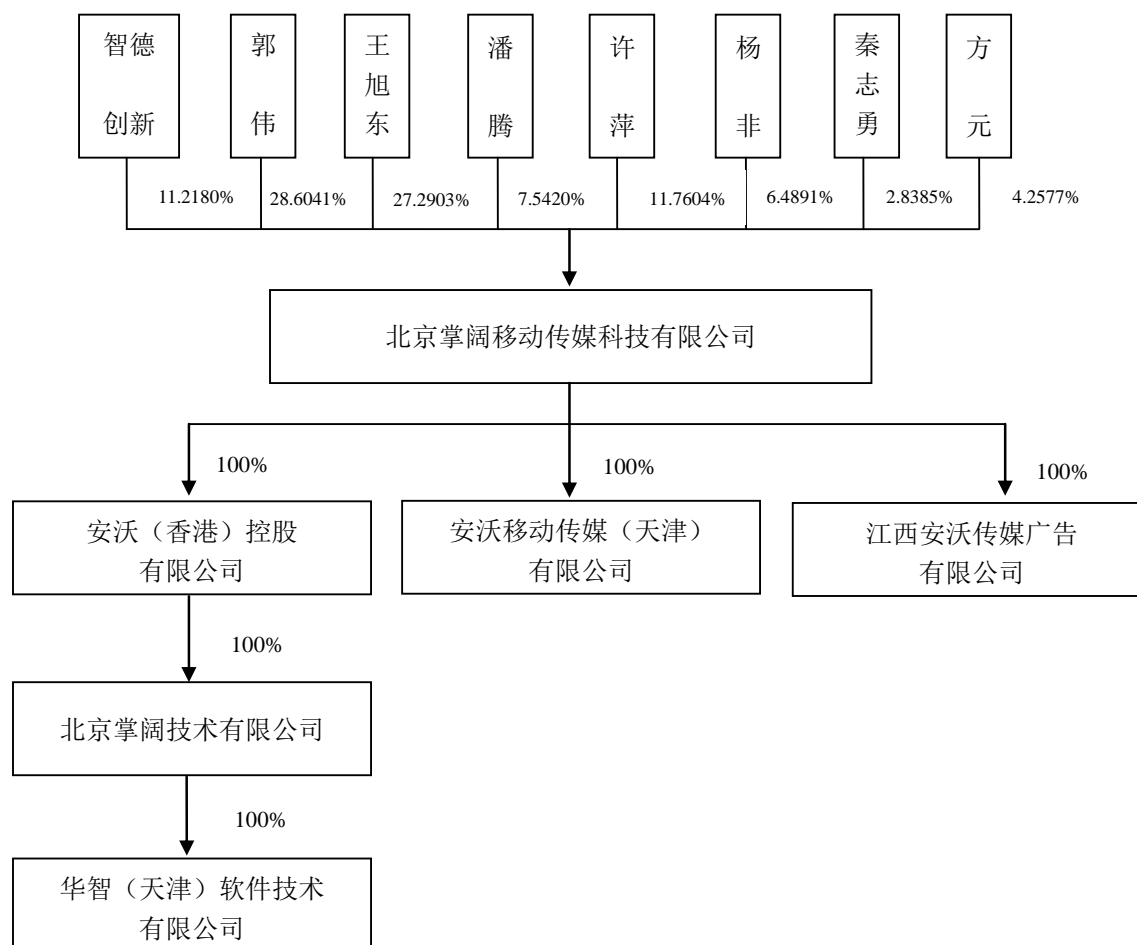 智德
创新
郭伟
王旭东
潘腾
许萍
杨非
秦志勇
方元
11.2180%
28.6041%
27.2903%
7.5420%
11.7604%
6.4891%
2.8385%
4.2577%
北京掌阔移动传媒科技有限公司
100%
100%
100%
安沃（香港）控股
有限公司
安沃移动传媒（天津）
有限公司
江西安沃传媒广告
有限公司
100%
北京掌阔技术有限公司
100%
华智（天津）软件技术
有限公司